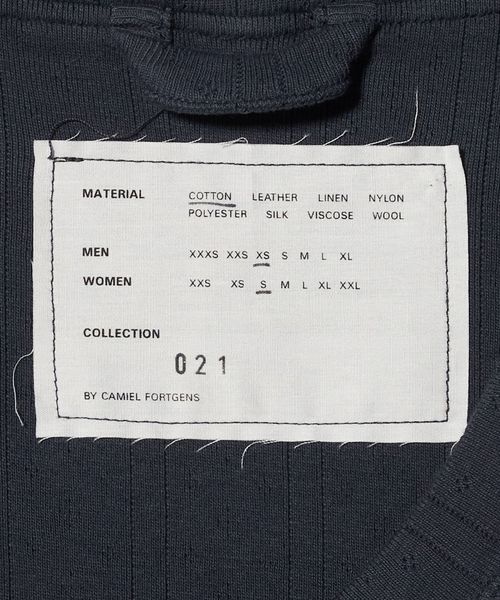 MATERIAL COTTON LEATHER LINEN NYLON
POLYESTER SILK VISCOSE WOOL
MEN XXXS XXS XS S M L XL
WOMEN XXS XS S M L XL XXL
COLLECTION
021
BY CAMIEL FORTGENS